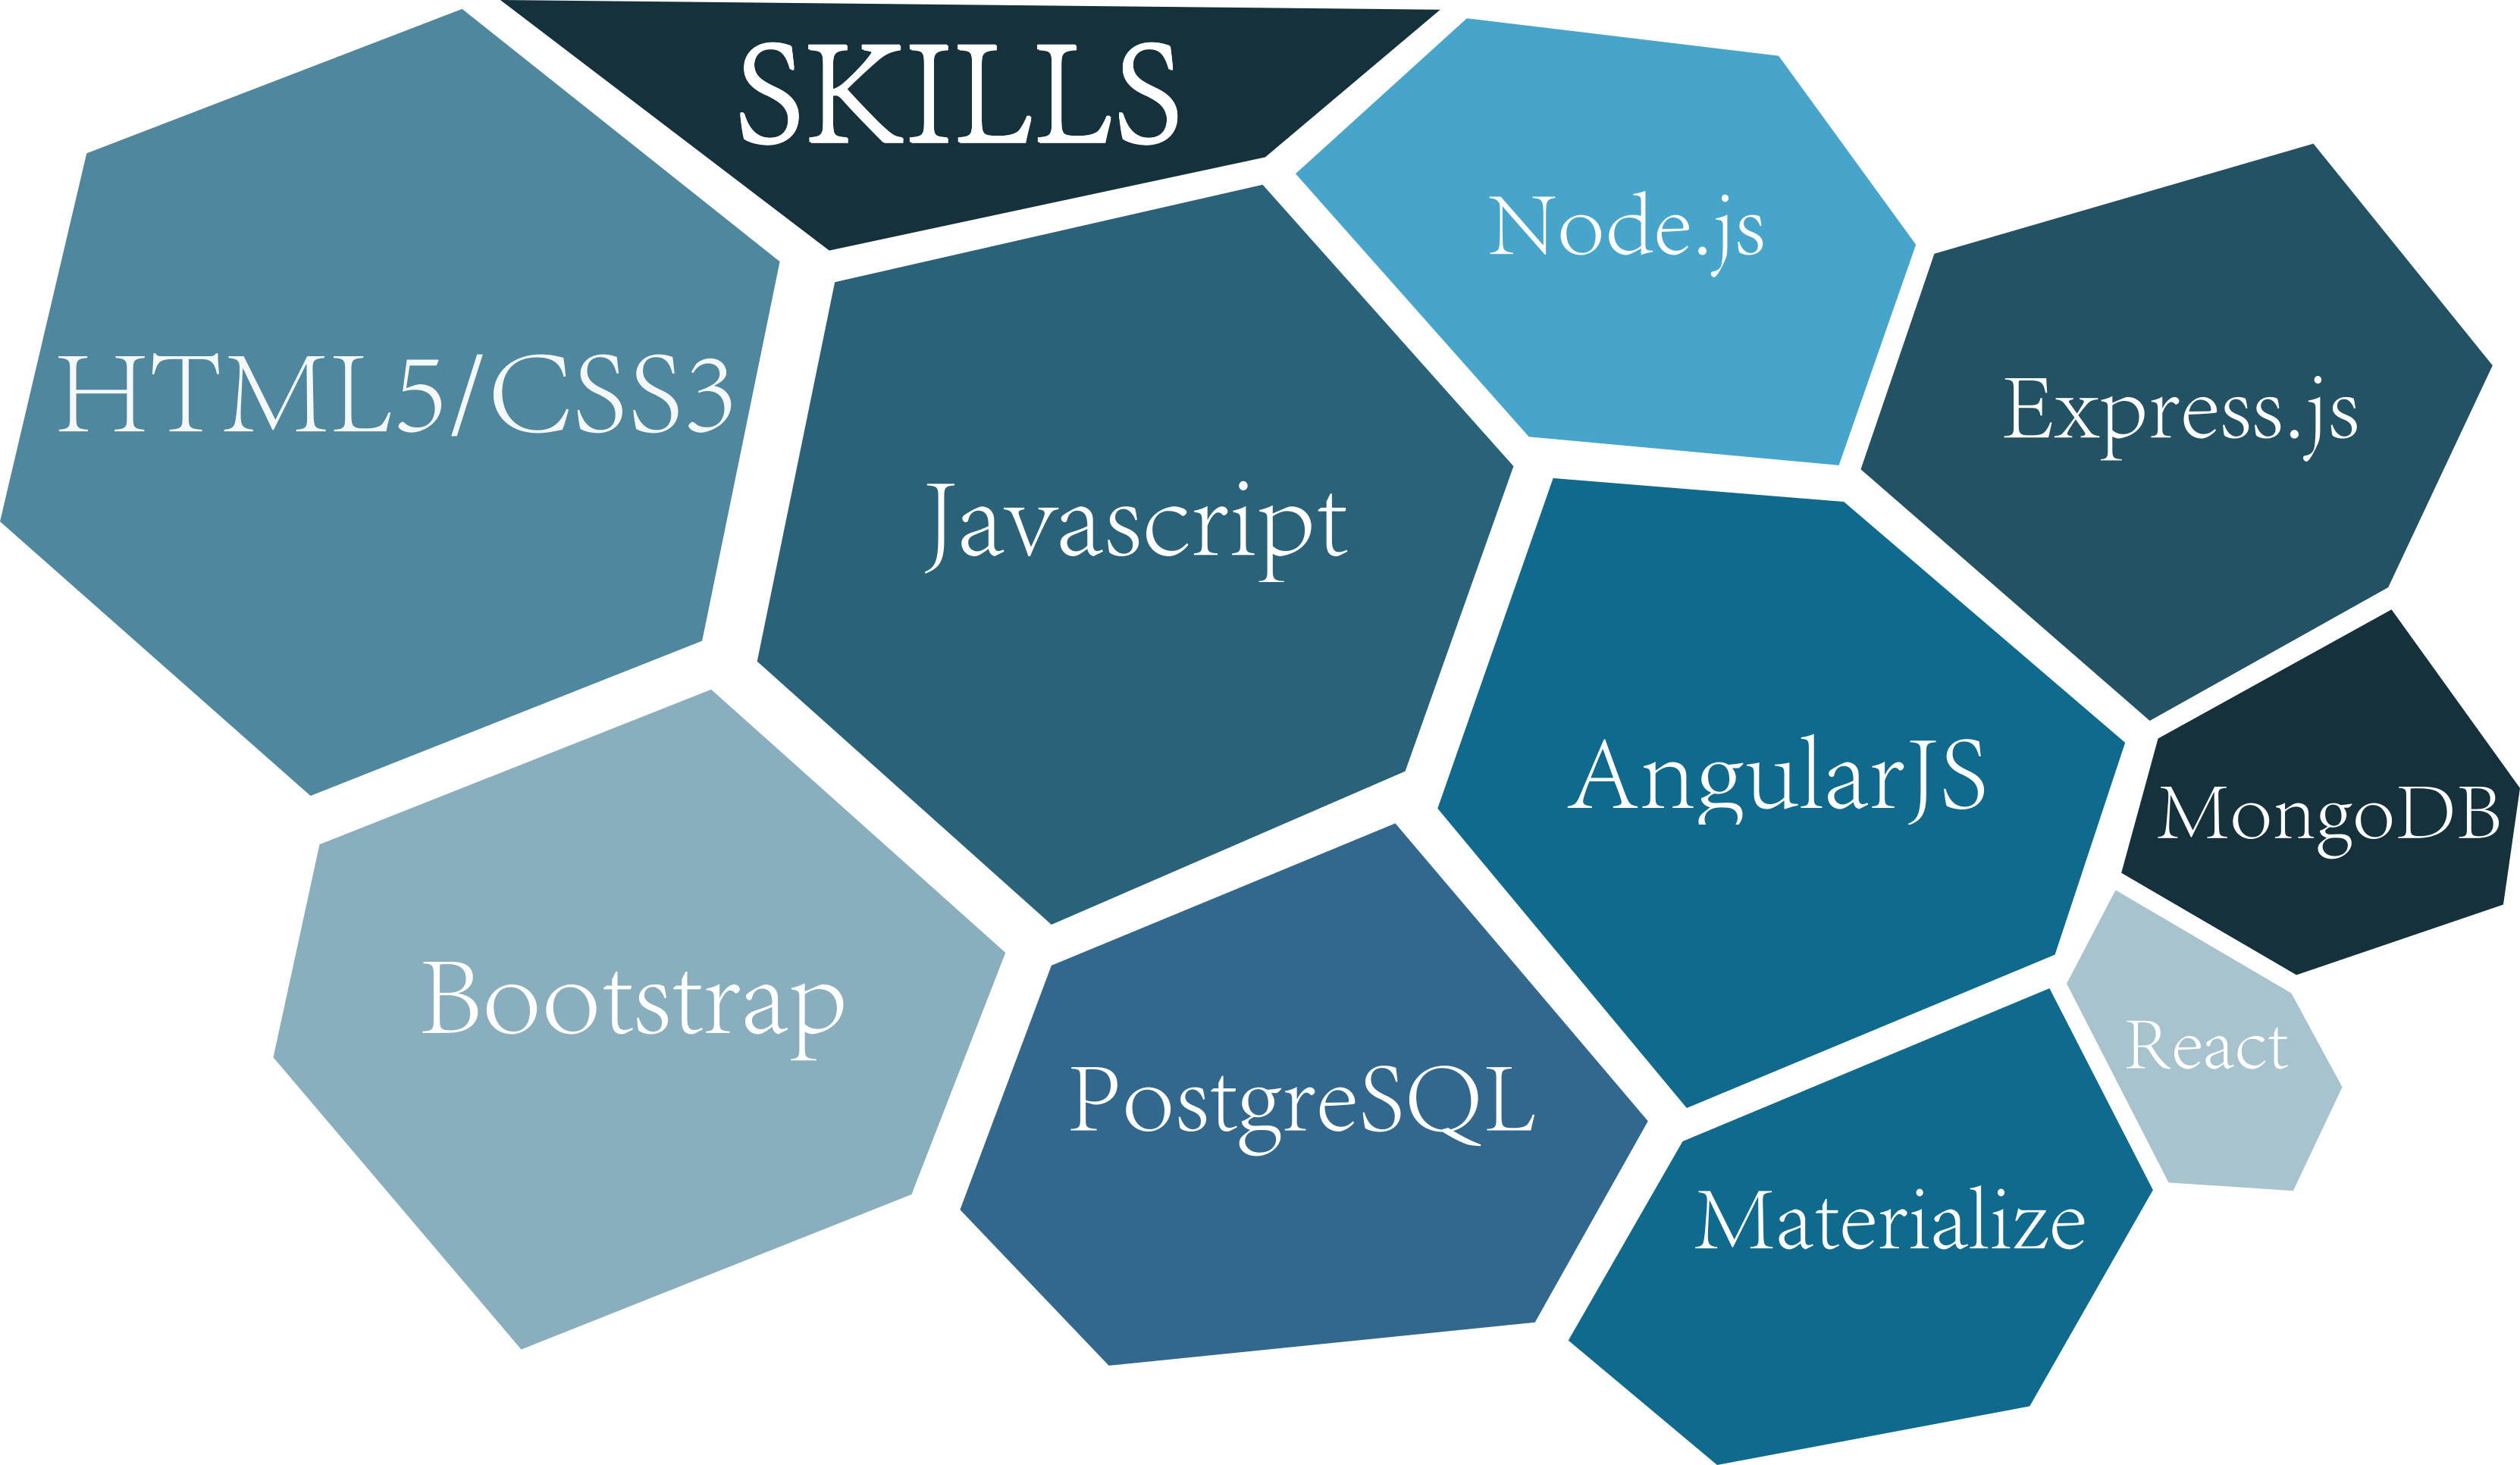 SKILLS
Node.js
HTML5/CSS3
Express.js
Javascript
AngularJS
MongoDB
Bootstrap
React
PostgreSQL
Materialize